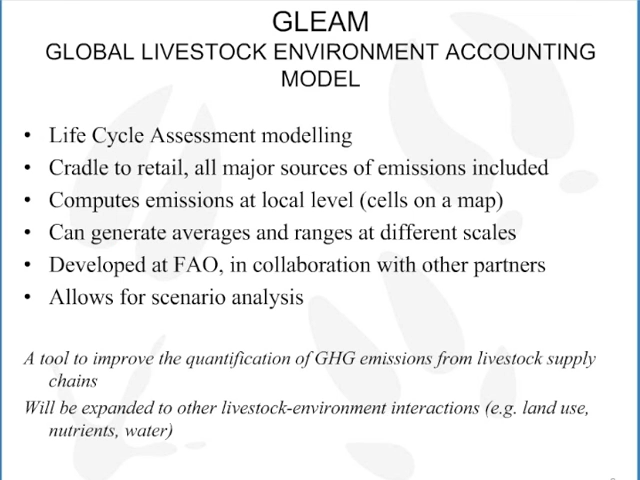 GLEAM
GLOBAL LIVESTOCK ENVIRONMENT ACCOUNTING
MODEL
• Life Cycle Assessment modelling
• Cradle to retail, all major sources of emissions included
• Computes emissions at local level (cells on a map)
• Can generate averages and ranges at different scales
• Developed at FAO, in collaboration with other partners
• Allows for scenario analysis
A tool to improve the quantification of GHG emissions from livestock supply
chains
Will be expanded to other livestock-environment interactions (e.g. land use,
nutrients, water)